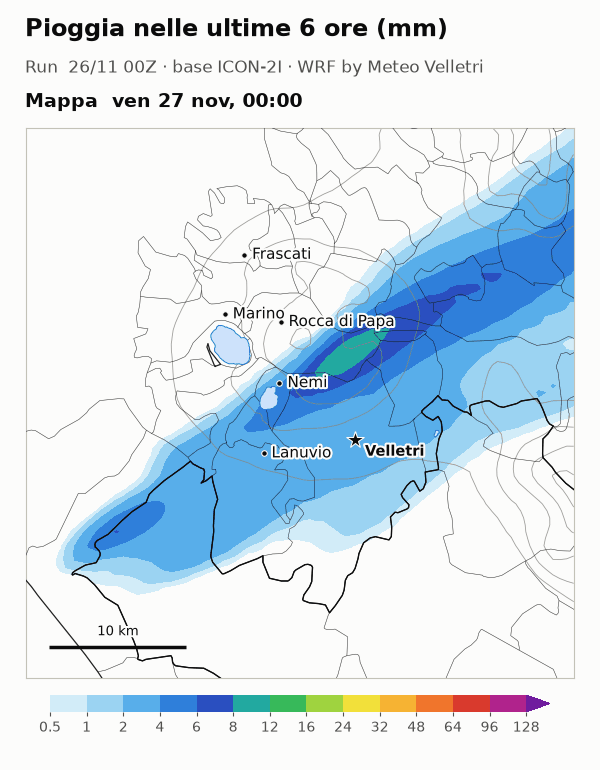 Pioggia nelle ultime 6 ore (mm)
Run 26/11 00Z · base ICON-2I · WRF by Meteo Velletri
Mappa ven 27 nov, 00:00
Frascati
Marino
Rocca di Papa
Nemi
Lanuvio
Velletri
10 km
0.5 1 2 4 6 8 12 16 24 32 48 64 96 128